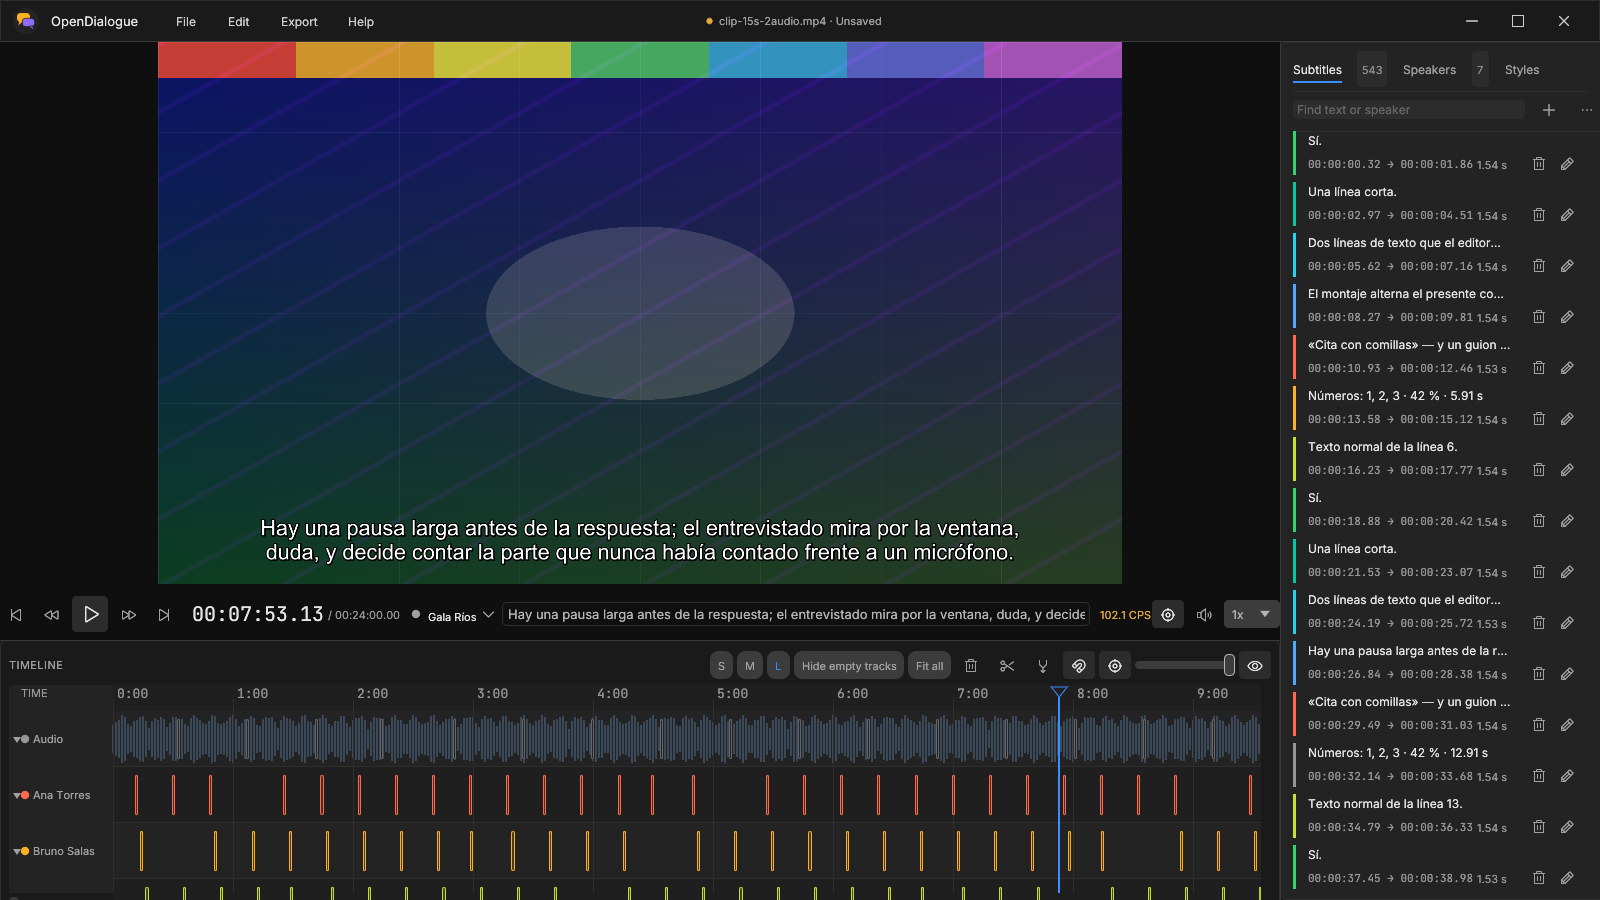 OpenDialogue
File
Edit
Export
Help
clip-15s-2audio.mp4 · Unsaved
Hay una pausa larga antes de la respuesta; el entrevistado mira por la ventana,
duda, y decide contar la parte que nunca había contado frente a un micrófono.
00:07:53.13 / 00:24:00.00
Gala Ríos
Hay una pausa larga antes de la respuesta; el entrevistado mira por la ventana, duda, y decide
102.1 CPS
1x
TIMELINE
S
M
L
Hide empty tracks
Fit all
TIME
0:00
1:00
2:00
3:00
4:00
5:00
6:00
7:00
8:00
9:00
Audio
Ana Torres
Bruno Salas
Subtitles 543
Speakers 7
Styles
Find text or speaker
Sí.
00:00:00.32 → 00:00:01.86 1.54 s
Una línea corta.
00:00:02.97 → 00:00:04.51 1.54 s
Dos líneas de texto que el editor...
00:00:05.62 → 00:00:07.16 1.54 s
El montaje alterna el presente co...
00:00:08.27 → 00:00:09.81 1.54 s
«Cita con comillas» — y un guion ...
00:00:10.93 → 00:00:12.46 1.53 s
Números: 1, 2, 3 · 42 % · 5.91 s
00:00:13.58 → 00:00:15.12 1.54 s
Texto normal de la línea 6.
00:00:16.23 → 00:00:17.77 1.54 s
Sí.
00:00:18.88 → 00:00:20.42 1.54 s
Una línea corta.
00:00:21.53 → 00:00:23.07 1.54 s
Dos líneas de texto que el editor...
00:00:24.19 → 00:00:25.72 1.53 s
Hay una pausa larga antes de la r...
00:00:26.84 → 00:00:28.38 1.54 s
«Cita con comillas» — y un guion ...
00:00:29.49 → 00:00:31.03 1.54 s
Números: 1, 2, 3 · 42 % · 12.91 s
00:00:32.14 → 00:00:33.68 1.54 s
Texto normal de la línea 13.
00:00:34.79 → 00:00:36.33 1.54 s
Sí.
00:00:37.45 → 00:00:38.98 1.53 s